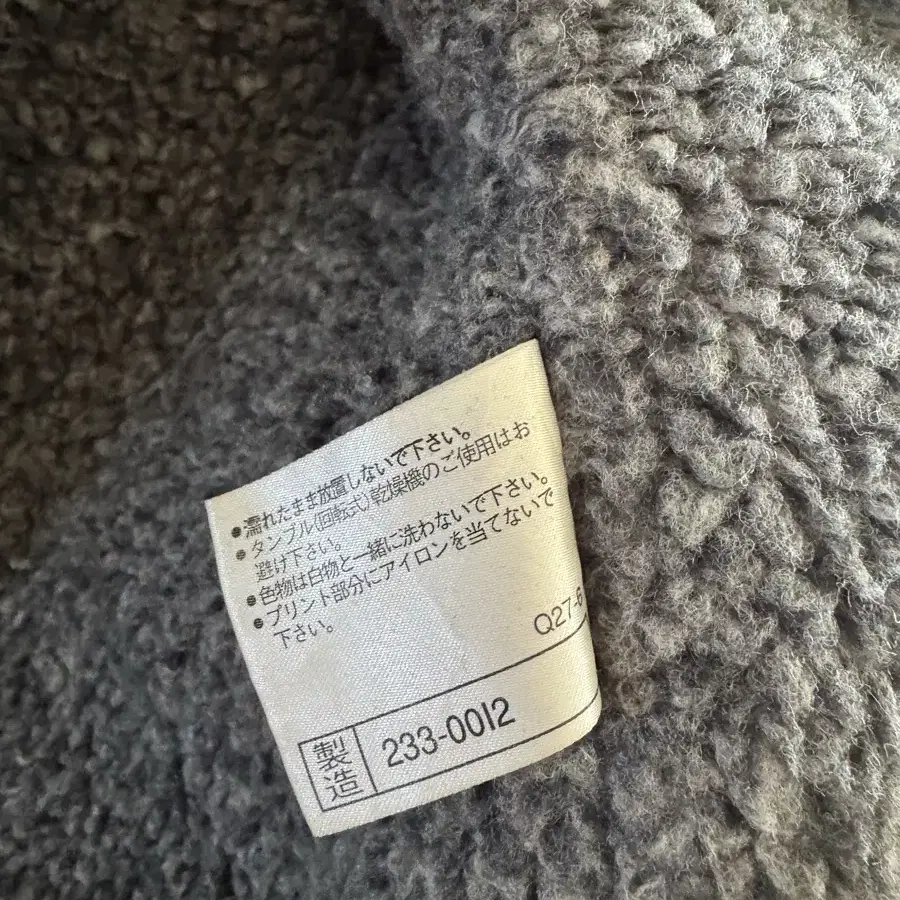 ●濡れたまま放置しないで下さい。
●タンブル(回転式)乾燥機のご使用はお
避け下さい。
●色物は白物と一緒に洗わないで下さい。
●プリント部分にアイロンを当てないで
下さい。
Q27-6
製造 233-0012